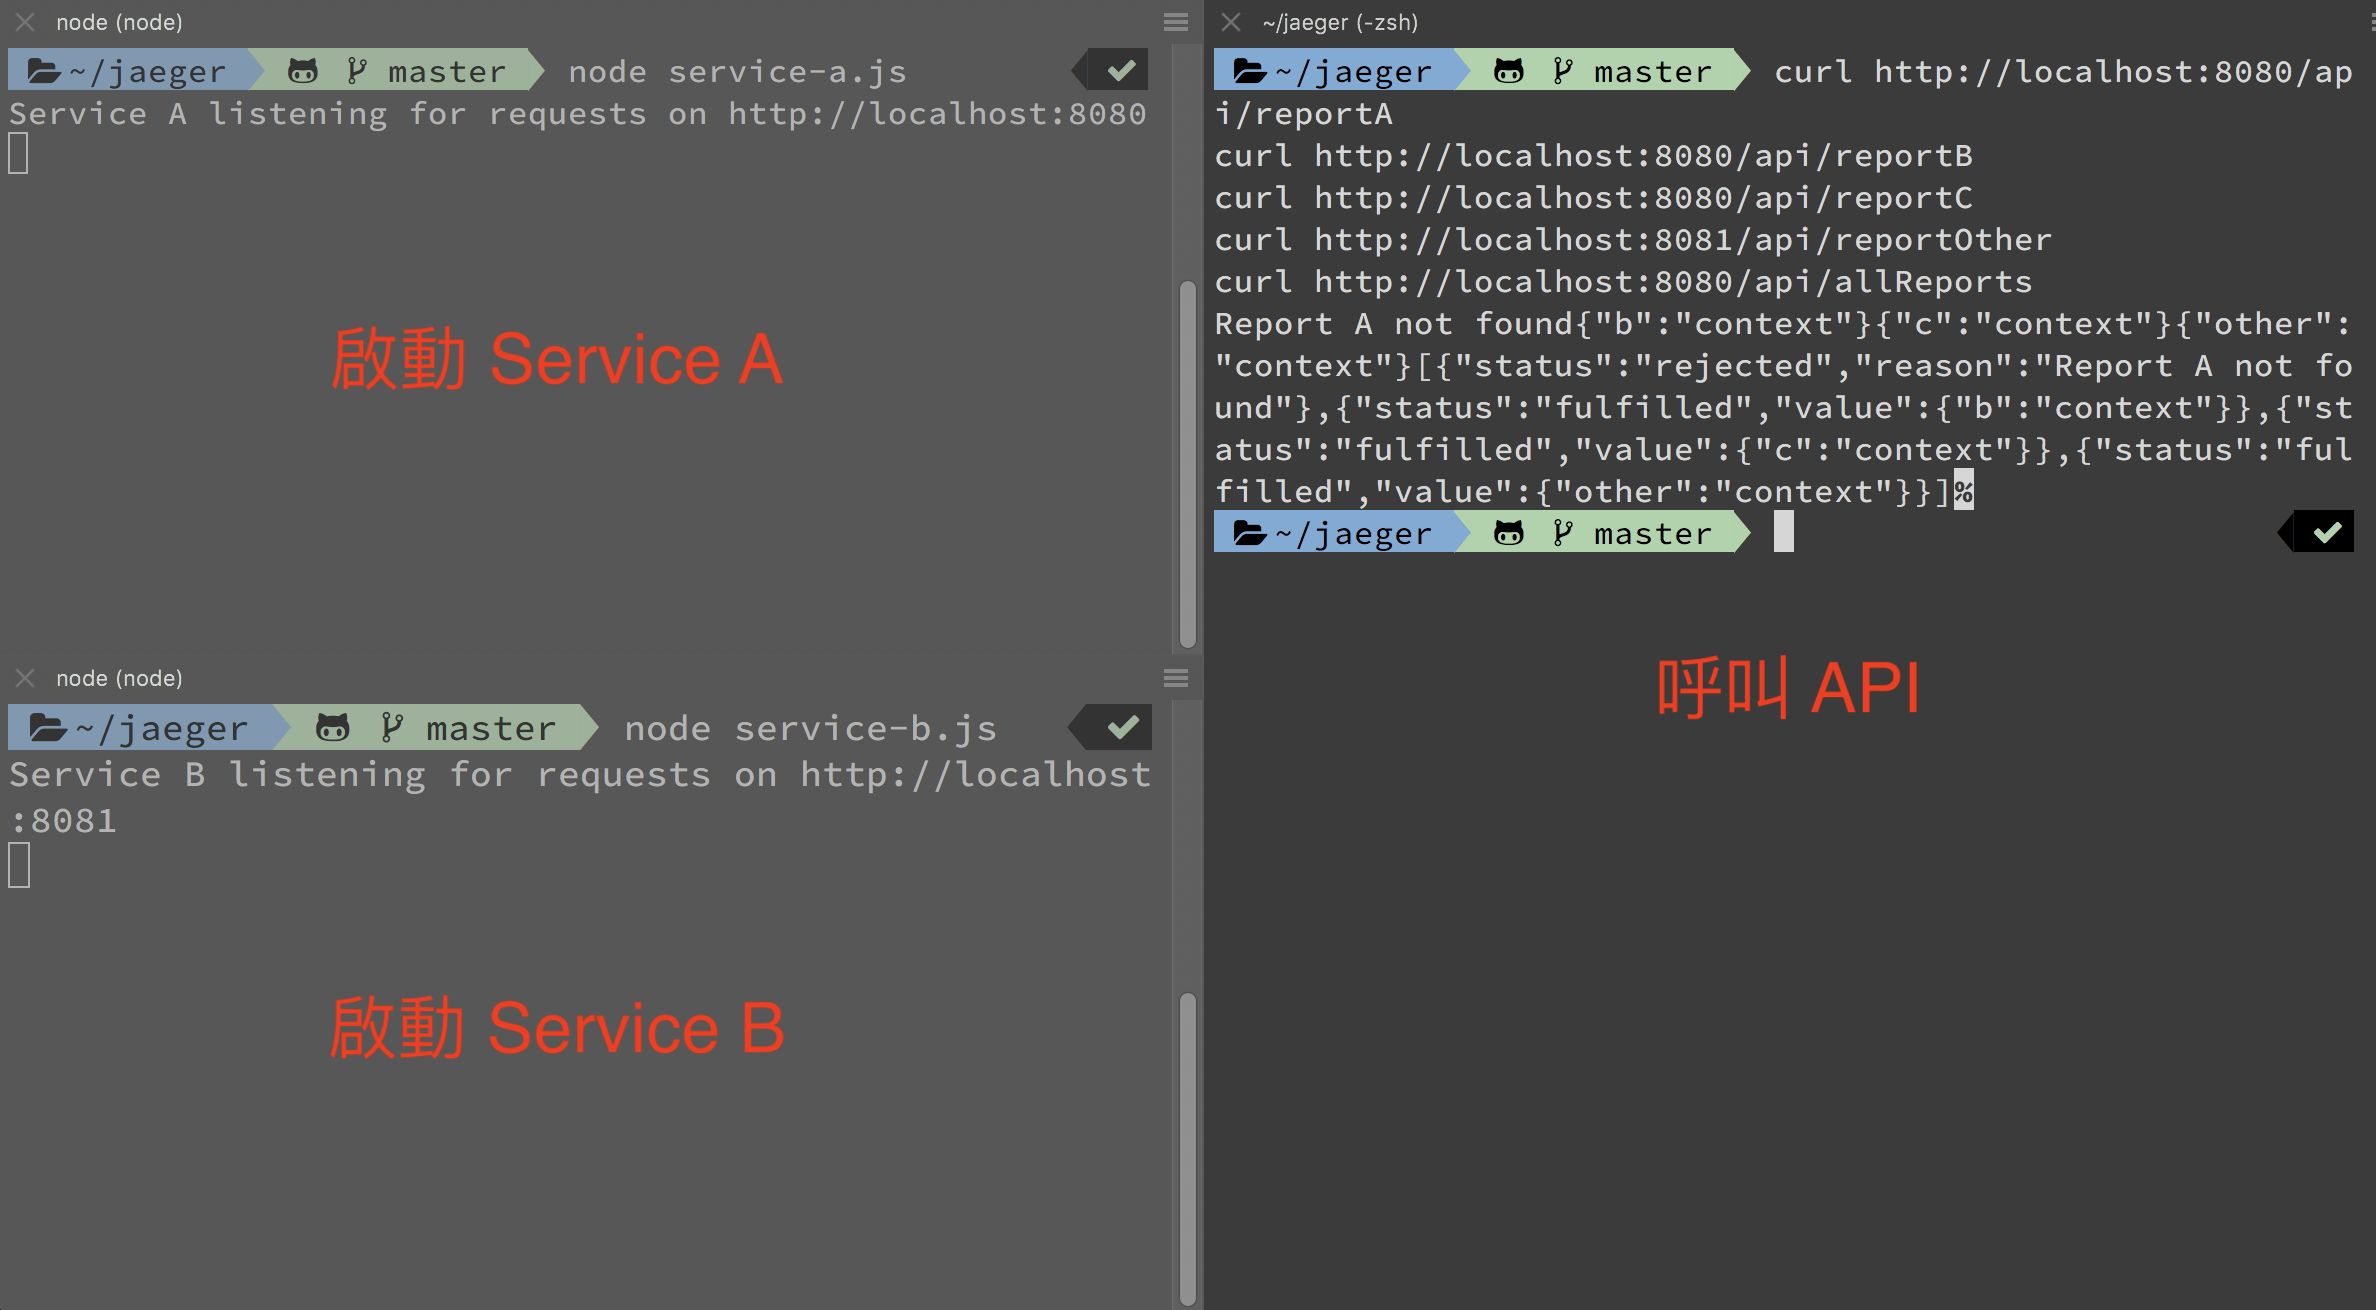 node (node)
~/jaeger master node service-a.js
Service A listening for requests on http://localhost:8080
啟動 Service A
node (node)
~/jaeger master node service-b.js
Service B listening for requests on http://localhost
:8081
啟動 Service B
~/jaeger (-zsh)
~/jaeger master curl http://localhost:8080/ap
i/reportA
curl http://localhost:8080/api/reportB
curl http://localhost:8080/api/reportC
curl http://localhost:8081/api/reportOther
curl http://localhost:8080/api/allReports
Report A not found{"b":"context"}{"c":"context"}{"other":
"context"}[{"status":"rejected","reason":"Report A not fo
und"},{"status":"fulfilled","value":{"b":"context"}},{"st
atus":"fulfilled","value":{"c":"context"}},{"status":"ful
filled","value":{"other":"context"}}]%
~/jaeger master
呼叫 API